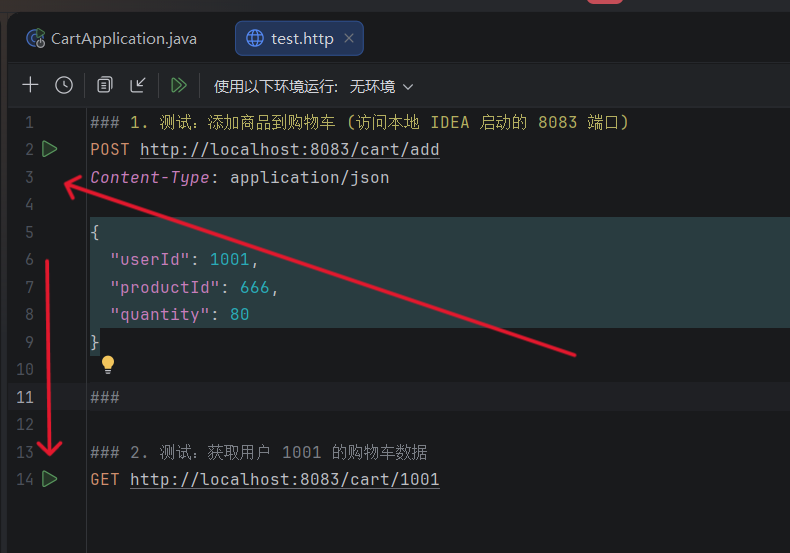 CartApplication.java
test.http
使用以下环境运行: 无环境
1 ### 1. 测试: 添加商品到购物车 (访问本地 IDEA 启动的 8083 端口)
2 POST http://localhost:8083/cart/add
3 Content-Type: application/json
4
5 {
6 "userId": 1001,
7 "productId": 666,
8 "quantity": 80
9 }
10
11 ###
12
13 ### 2. 测试: 获取用户 1001 的购物车数据
14 GET http://localhost:8083/cart/1001